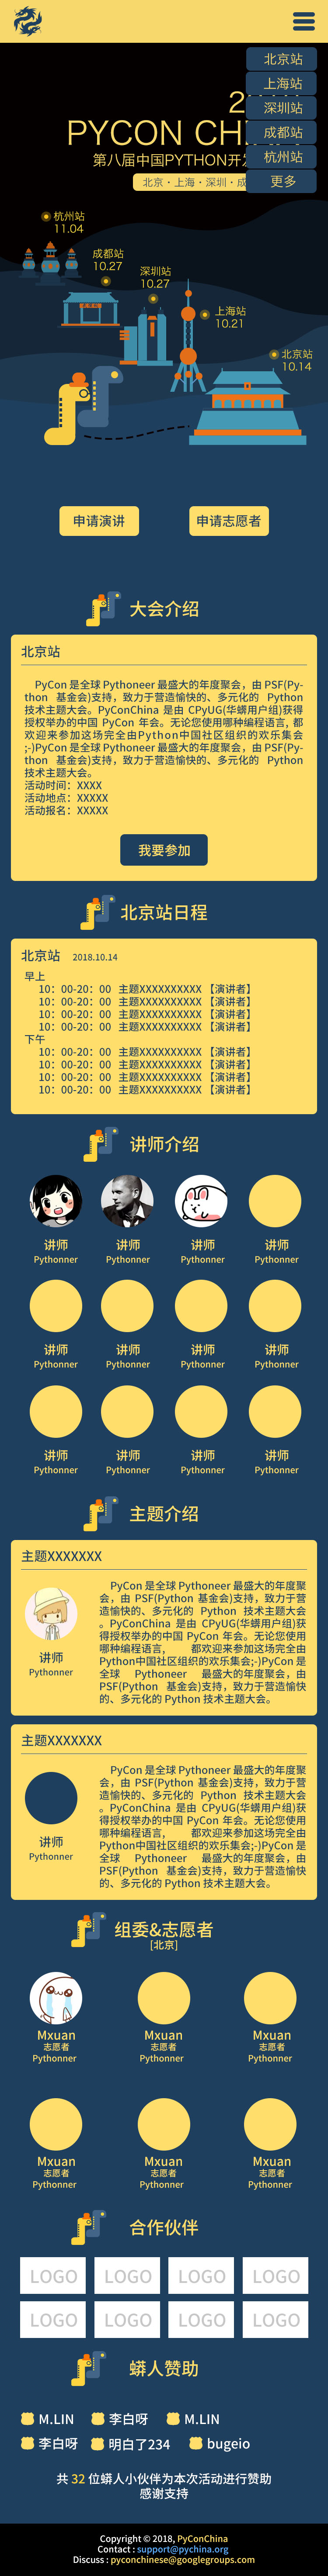 北京站
上海站
深圳站
成都站
杭州站
更多
PYCON CH
第八届中国PYTHON开发
北京·上海·深圳·成
杭州站
11.04
成都站
10.27
深圳站
10.27
上海站
10.21
北京站
10.14
申请演讲
申请志愿者
大会介绍
北京站
PyCon 是全球 Pythoneer 最盛大的年度聚会，由 PSF(Py-
thon 基金会)支持，致力于营造愉快的、多元化的 Python
技术主题大会。PyConChina 是由 CPyUG(华蟒用户组)获得
授权举办的中国 PyCon 年会。无论您使用哪种编程语言, 都
欢迎来参加这场完全由Python中国社区组织的欢乐集会
;-)PyCon 是全球 Pythoneer 最盛大的年度聚会，由 PSF(Py-
thon 基金会)支持，致力于营造愉快的、多元化的 Python
技术主题大会。
活动时间：XXXX
活动地点：XXXXX
活动报名：XXXXX
我要参加
北京站日程
北京站 2018.10.14
早上
10：00-20：00 主题XXXXXXXXXX 【演讲者】
10：00-20：00 主题XXXXXXXXXX 【演讲者】
10：00-20：00 主题XXXXXXXXXX 【演讲者】
10：00-20：00 主题XXXXXXXXXX 【演讲者】
下午
10：00-20：00 主题XXXXXXXXXX 【演讲者】
10：00-20：00 主题XXXXXXXXXX 【演讲者】
10：00-20：00 主题XXXXXXXXXX 【演讲者】
10：00-20：00 主题XXXXXXXXXX 【演讲者】
讲师介绍
讲师 讲师 讲师 讲师
Pythonner Pythonner Pythonner Pythonner
讲师 讲师 讲师 讲师
Pythonner Pythonner Pythonner Pythonner
讲师 讲师 讲师 讲师
Pythonner Pythonner Pythonner Pythonner
主题介绍
主题XXXXXXX
PyCon 是全球 Pythoneer 最盛大的年度聚
会，由 PSF(Python 基金会)支持，致力于营
造愉快的、多元化的 Python 技术主题大会
。PyConChina 是由 CPyUG(华蟒用户组)获
得授权举办的中国 PyCon 年会。无论您使用
哪种编程语言, 都欢迎来参加这场完全由
Python中国社区组织的欢乐集会;-)PyCon 是
全球 Pythoneer 最盛大的年度聚会，由
PSF(Python 基金会)支持，致力于营造愉快
的、多元化的 Python 技术主题大会。
讲师
Pythonner
主题XXXXXXX
PyCon 是全球 Pythoneer 最盛大的年度聚
会，由 PSF(Python 基金会)支持，致力于营
造愉快的、多元化的 Python 技术主题大会
。PyConChina 是由 CPyUG(华蟒用户组)获
得授权举办的中国 PyCon 年会。无论您使用
哪种编程语言, 都欢迎来参加这场完全由
Python中国社区组织的欢乐集会;-)PyCon 是
全球 Pythoneer 最盛大的年度聚会，由
PSF(Python 基金会)支持，致力于营造愉快
的、多元化的 Python 技术主题大会。
讲师
Pythonner
组委&志愿者
[北京]
Mxuan Mxuan Mxuan
志愿者 志愿者 志愿者
Pythonner Pythonner Pythonner
Mxuan Mxuan Mxuan
志愿者 志愿者 志愿者
Pythonner Pythonner Pythonner
合作伙伴
LOGO LOGO LOGO LOGO
LOGO LOGO LOGO LOGO
蟒人赞助
M.LIN 李白呀 M.LIN
李白呀 明白了234 bugeio
共 32 位蟒人小伙伴为本次活动进行赞助
感谢支持
Copyright © 2018, PyConChina
Contact : support@pychina.org
Discuss : pyconchinese@googlegroups.com